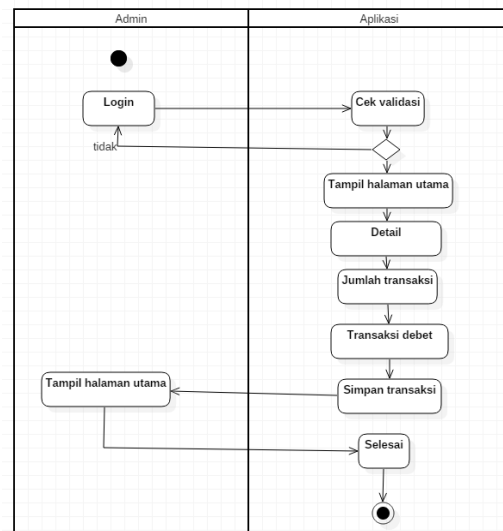 Admin
Aplikasi
Login
Cek validasi
tidak
Tampil halaman utama
Detail
Jumlah transaksi
Transaksi debet
Tampil halaman utama
Simpan transaksi
Selesai